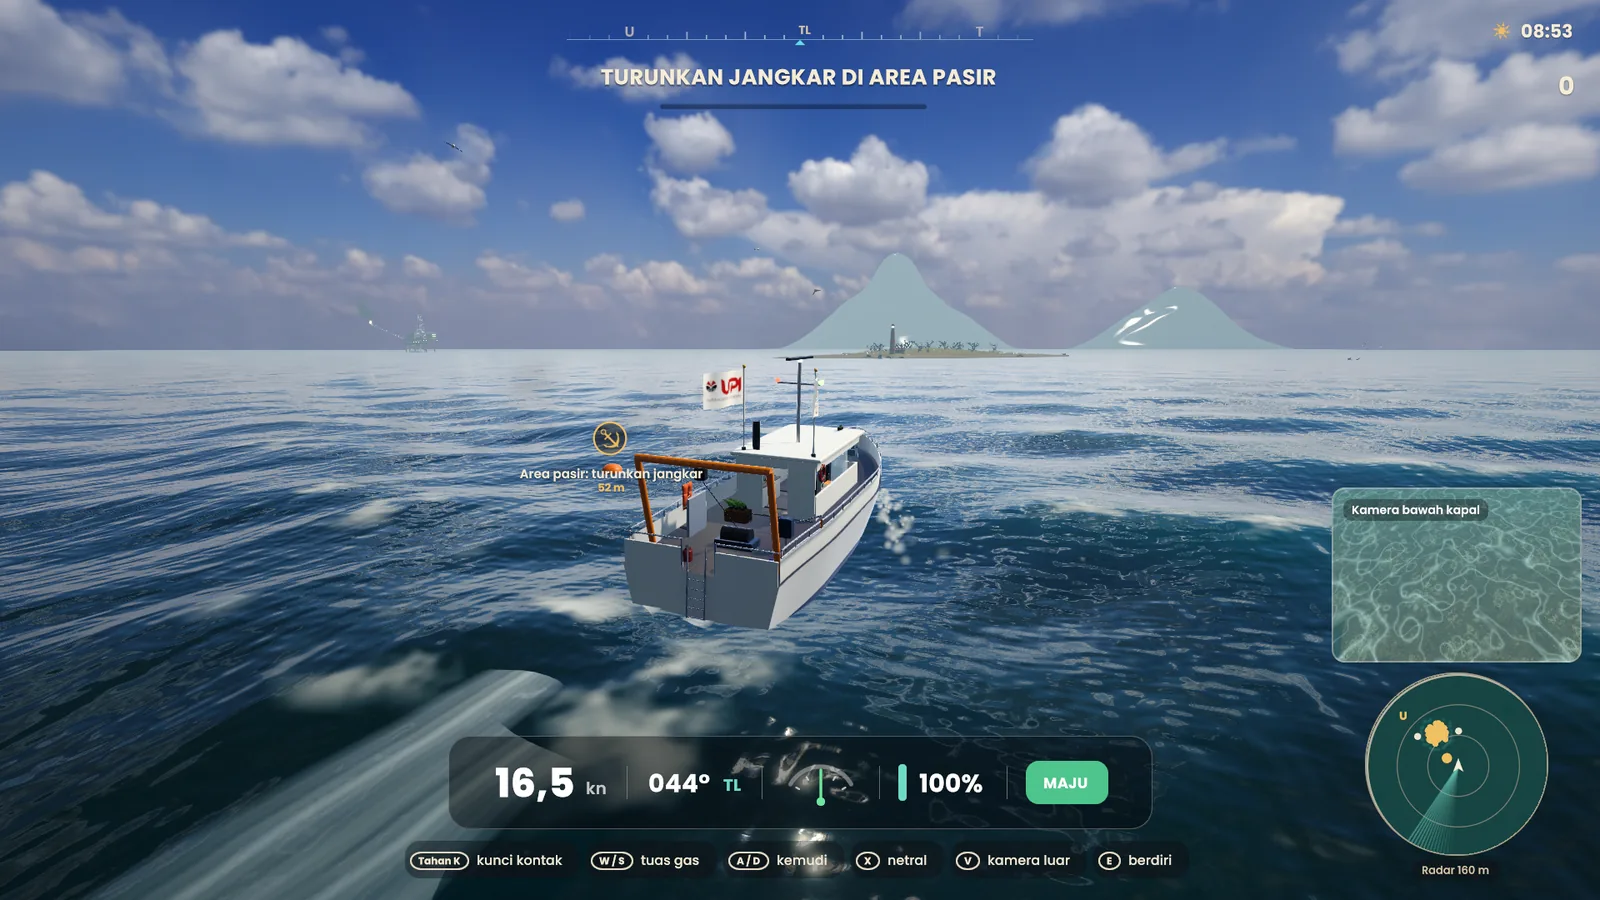 U TL T
08:53
TURUNKAN JANGKAR DI AREA PASIR
0
UPI
Area pasir: turunkan jangkar
52 m
Kamera bawah kapal
U
16,5 kn 044° TL 100% MAJU
Tahan K kunci kontak W / S tuas gas A / D kemudi X netral V kamera luar E berdiri
Radar 160 m